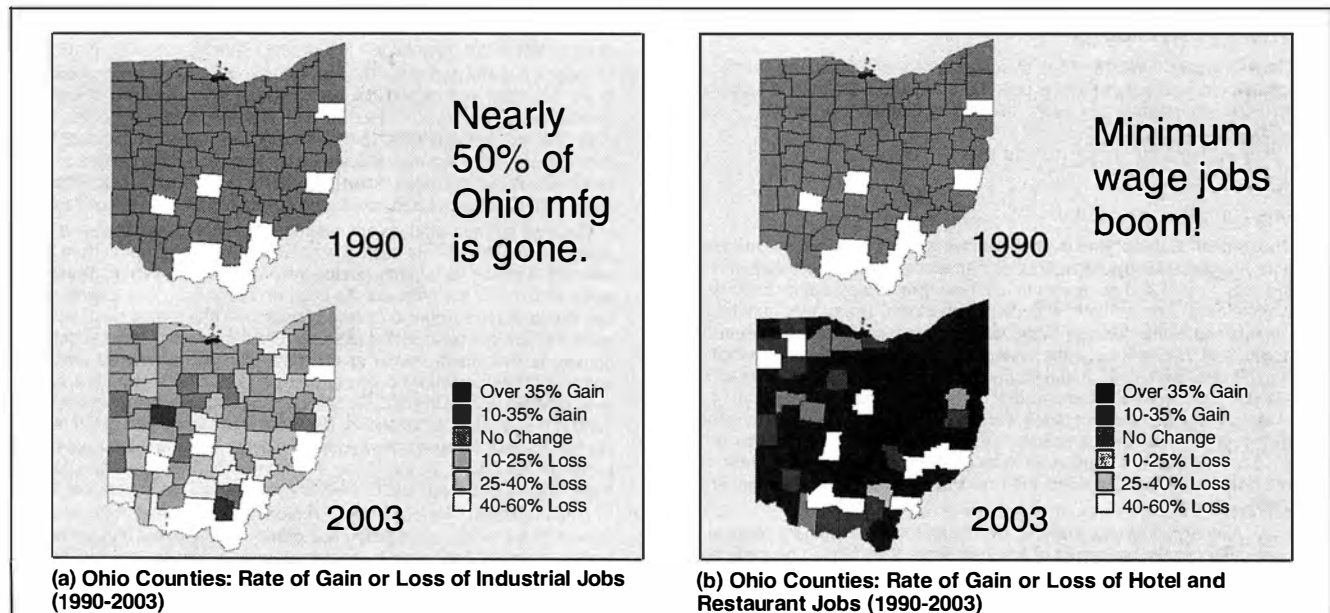 Nearly
50% of
Ohio mfg
is gone.
1990
Over 35% Gain
10-35% Gain
No Change
10-25% Loss
25-40% Loss
40-60% Loss
2003
(a) Ohio Counties: Rate of Gain or Loss of Industrial Jobs
(1990-2003)
Minimum
wage jobs
boom!
1990
Over 35% Gain
10-35% Gain
No Change
10-25% Loss
25-40% Loss
40-60% Loss
2003
(b) Ohio Counties: Rate of Gain or Loss of Hotel and
Restaurant Jobs (1990-2003)